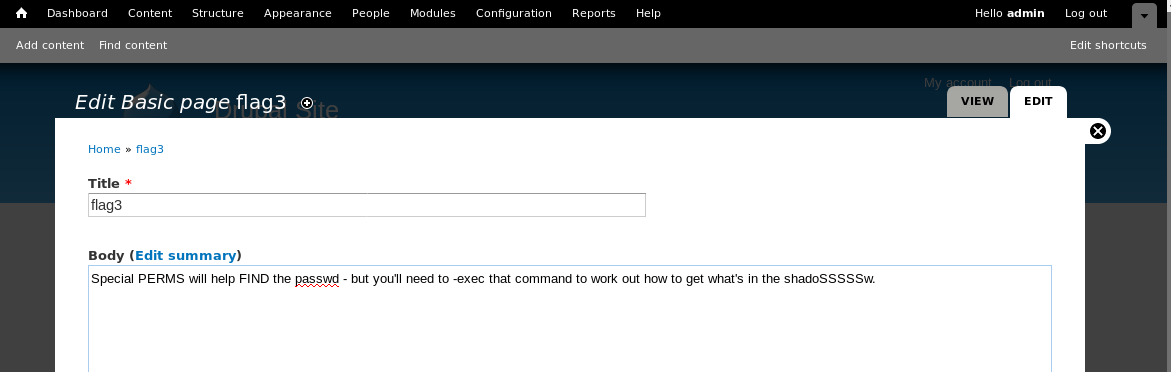 Dashboard Content Structure Appearance People Modules Configuration Reports Help Hello admin Log out
Add content Find content Edit shortcuts
My account Log out
Edit Basic page flag3
Drupal Site
VIEW EDIT
Home » flag3
Title *
flag3
Body (Edit summary)
Special PERMS will help FIND the passwd - but you'll need to -exec that command to work out how to get what's in the shadoSSSSSw.